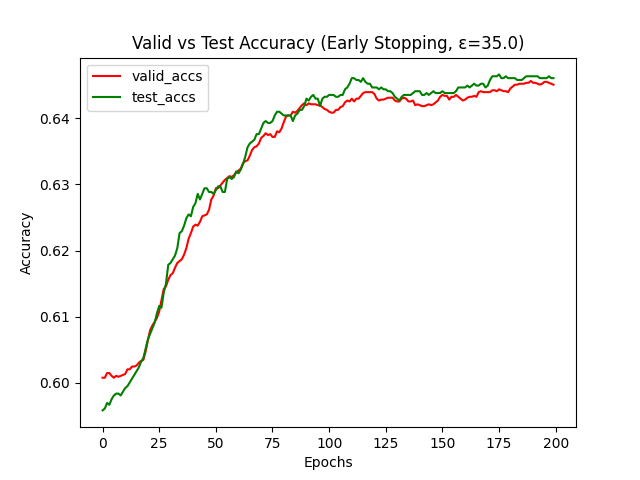 Valid vs Test Accuracy (Early Stopping, ε=35.0)
valid_accs
test_accs
0.64
0.63
0.62
0.61
0.60
Accuracy
0 25 50 75 100 125 150 175 200
Epochs